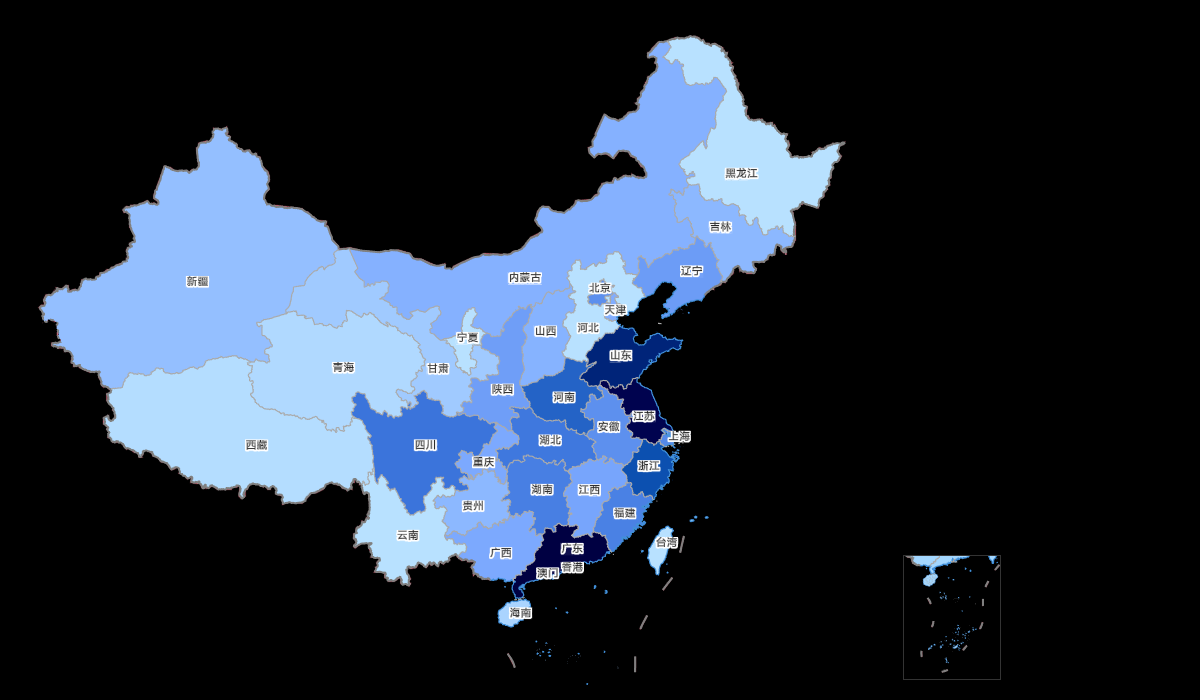 黑龙江
吉林
辽宁
内蒙古
新疆
北京
天津
河北
山西
宁夏
山东
青海
甘肃
陕西
河南
江苏
安徽
上海
湖北
西藏
四川
重庆
浙江
湖南
江西
贵州
福建
云南
广西
广东
台湾
香港
澳门
海南